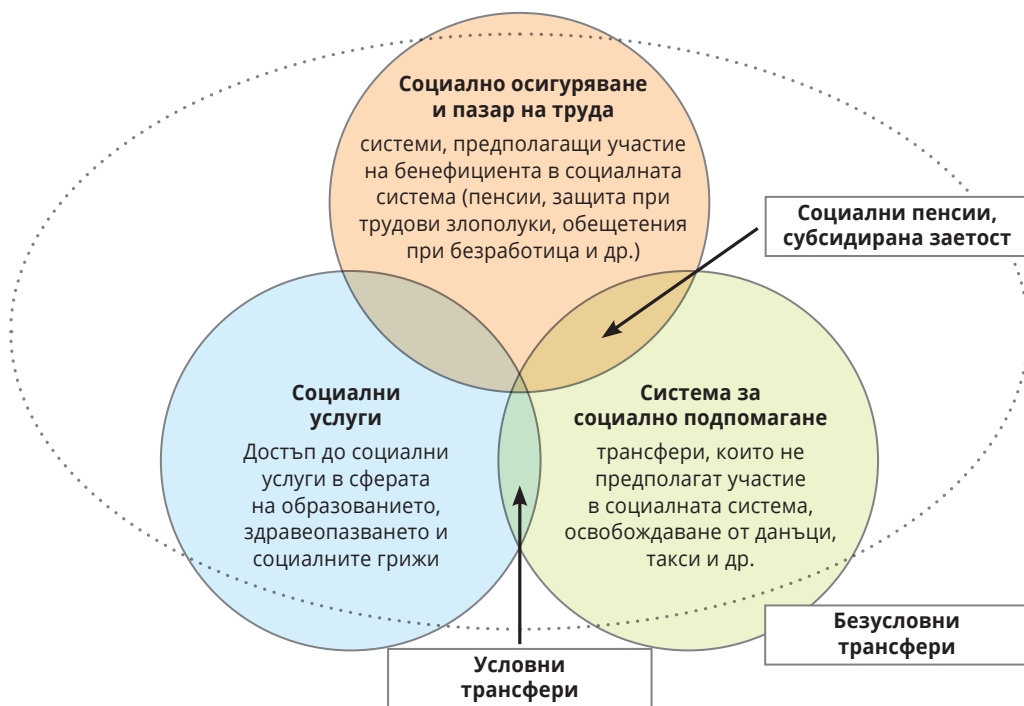 Социално осигуряване
и пазар на труда
системи, предполагащи участие
на бенефициента в социалната
система (пенсии, защита при
трудови злополуки, обещетения
при безработица и др.)
Социални пенсии,
субсидирана заетост
Социални
услуги
Достъп до социални
услуги в сферата
на образованието,
здравеопазването и
социалните грижи
Система за
социално подпомагане
трансфери, които не
предполагат участие
в социалната система,
освобождаване от данъци,
такси и др.
Безусловни
трансфери
Условни
трансфери